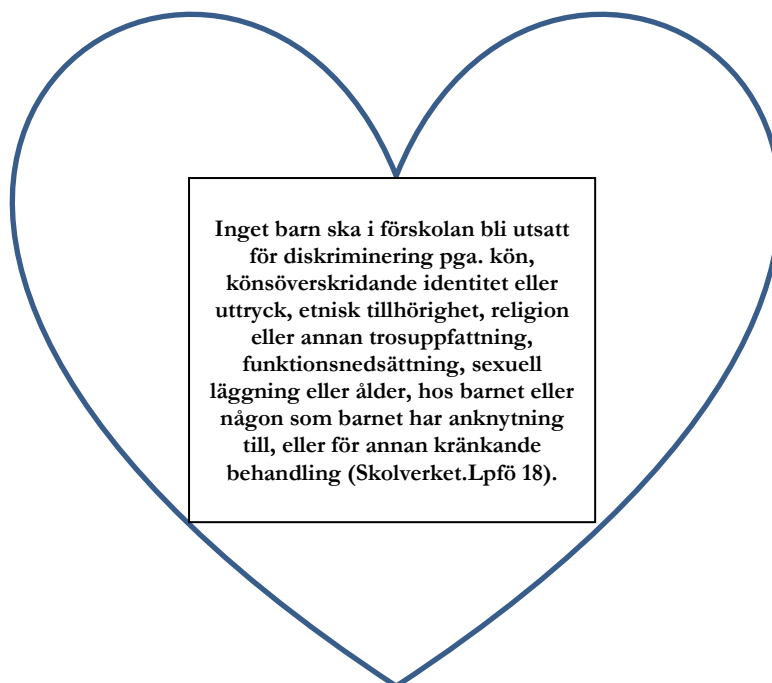 Inget barn ska i förskolan bli utsatt
för diskriminering pga. kön,
könsöverskridande identitet eller
uttryck, etnisk tillhörighet, religion
eller annan trosuppfattning,
funktionsnedsättning, sexuell
läggning eller ålder, hos barnet eller
någon som barnet har anknytning
till, eller för annan kränkande
behandling (Skolverket.Lpfö 18).